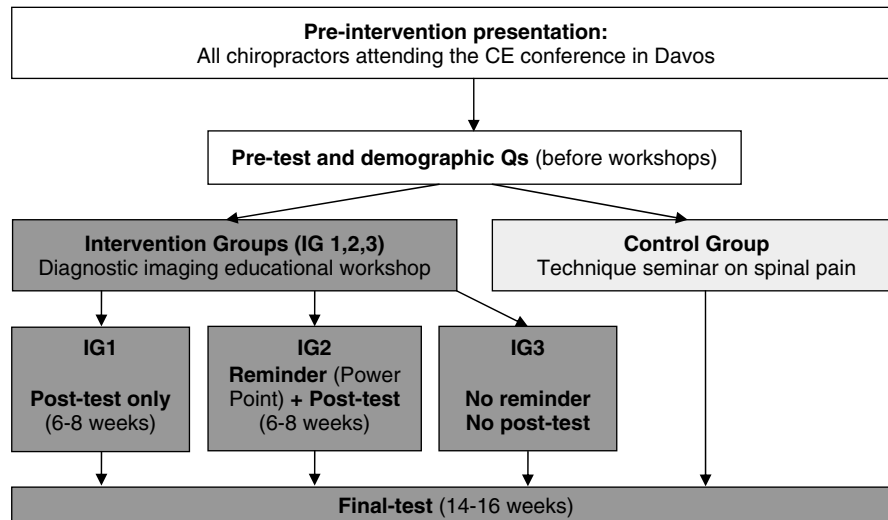 Pre-intervention presentation:
All chiropractors attending the CE conference in Davos
Pre-test and demographic Qs (before workshops)
Intervention Groups (IG 1,2,3)
Diagnostic imaging educational workshop
Control Group
Technique seminar on spinal pain
IG1
Post-test only
(6-8 weeks)
IG2
Reminder (Power
Point) + Post-test
(6-8 weeks)
IG3
No reminder
No post-test
Final-test (14-16 weeks)